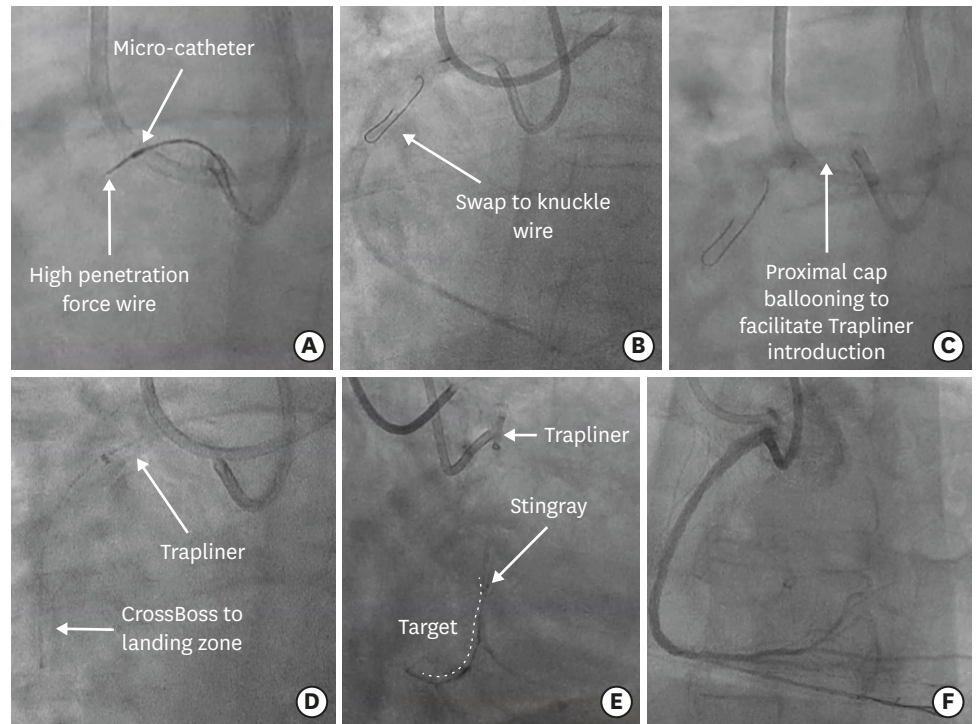 Micro-catheter
High penetration
force wire
A
Swap to knuckle
wire
B
Proximal cap
ballooning to
facilitate Trapliner
introduction
C
Trapliner
CrossBoss to
landing zone
D
Trapliner
Stingray
Target
E
F